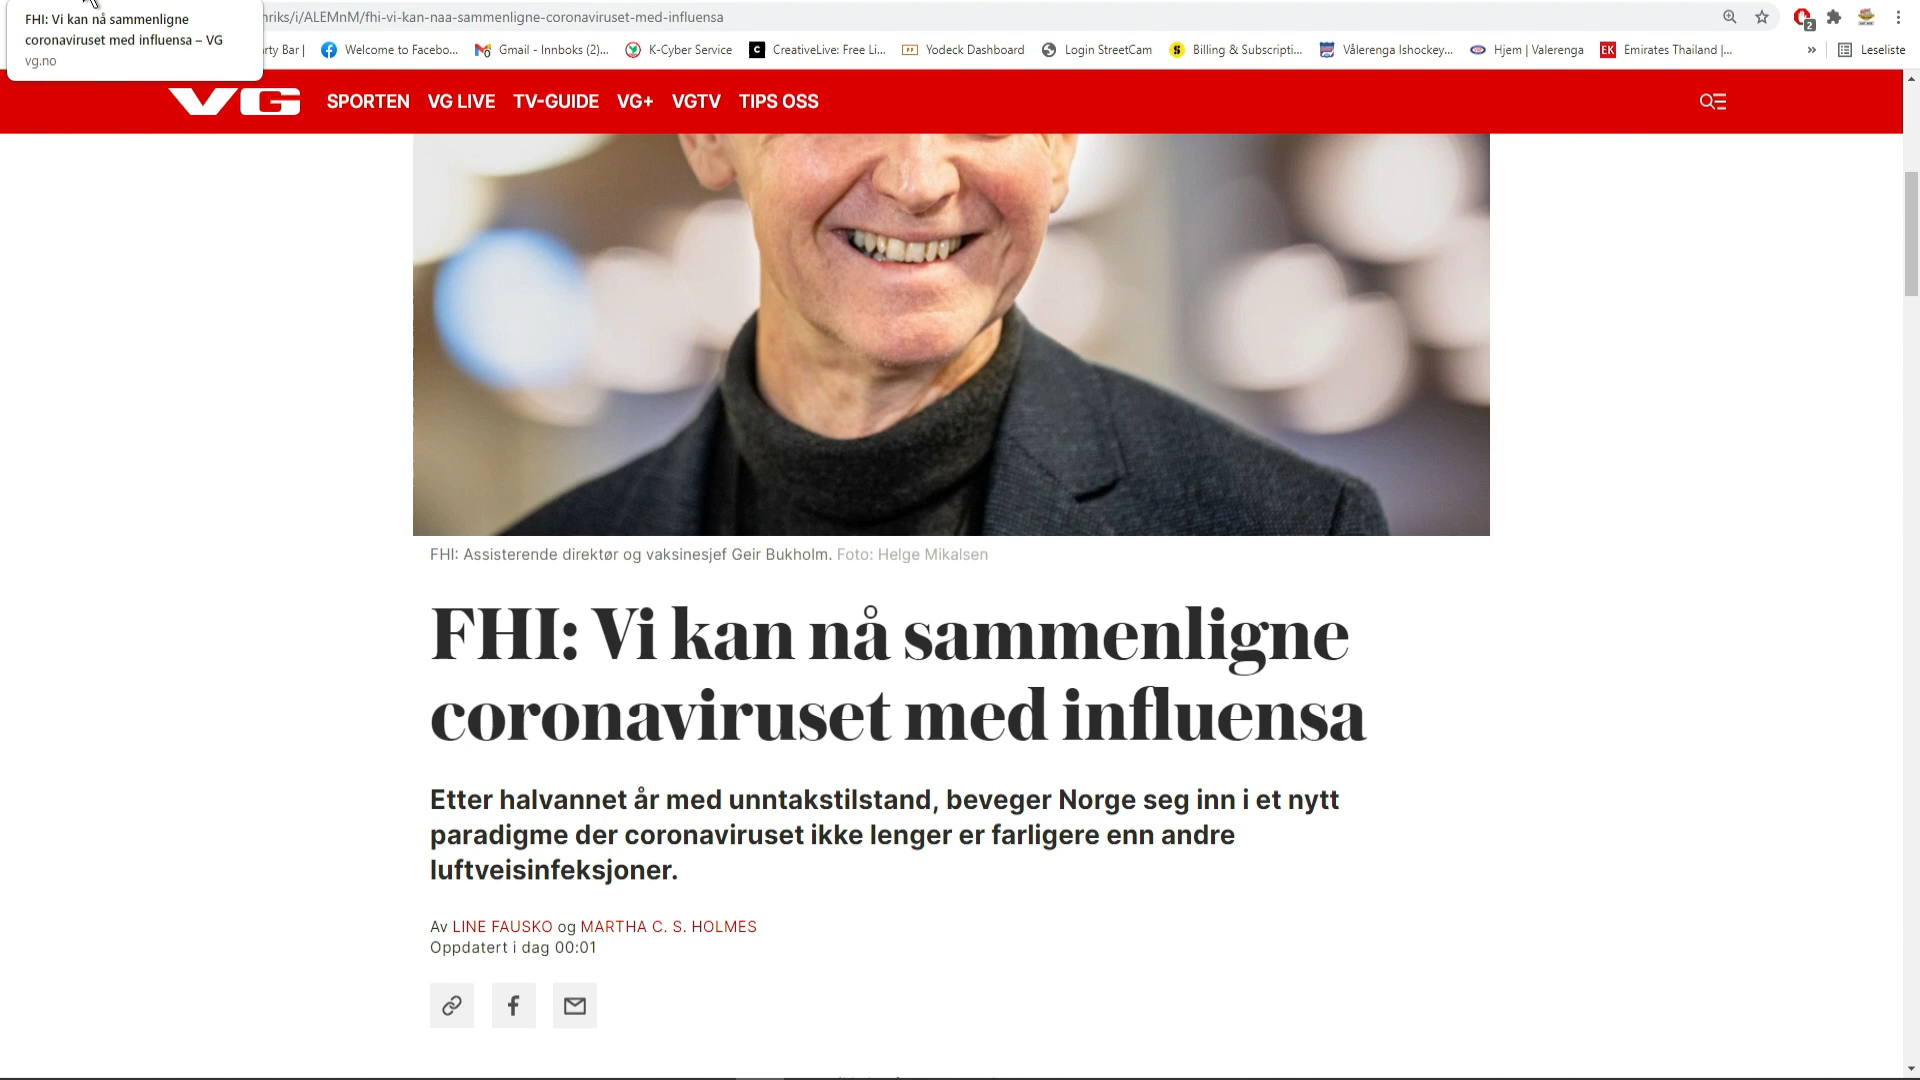 FHI: Vi kan nå sammenligne
coronaviruset med influensa – VG
vg.no
nriks/i/ALEMnM/fhi-vi-kan-naa-sammenligne-coronaviruset-med-influensa
2
rty Bar |
Welcome to Facebo...
Gmail - Innboks (2)...
K-Cyber Service
CreativeLive: Free Li...
Yodeck Dashboard
Login StreetCam
Billing & Subscripti...
Vålerenga Ishockey...
Hjem | Valerenga
EK
Emirates Thailand |...
»
Leseliste
VG SPORTEN VG LIVE TV-GUIDE VG+ VGTV TIPS OSS
FHI: Assisterende direktør og vaksinesjef Geir Bukholm. Foto: Helge Mikalsen
FHI: Vi kan nå sammenligne
coronaviruset med influensa
Etter halvannet år med unntakstilstand, beveger Norge seg inn i et nytt
paradigme der coronaviruset ikke lenger er farligere enn andre
luftveisinfeksjoner.
Av LINE FAUSKO og MARTHA C. S. HOLMES
Oppdatert i dag 00:01